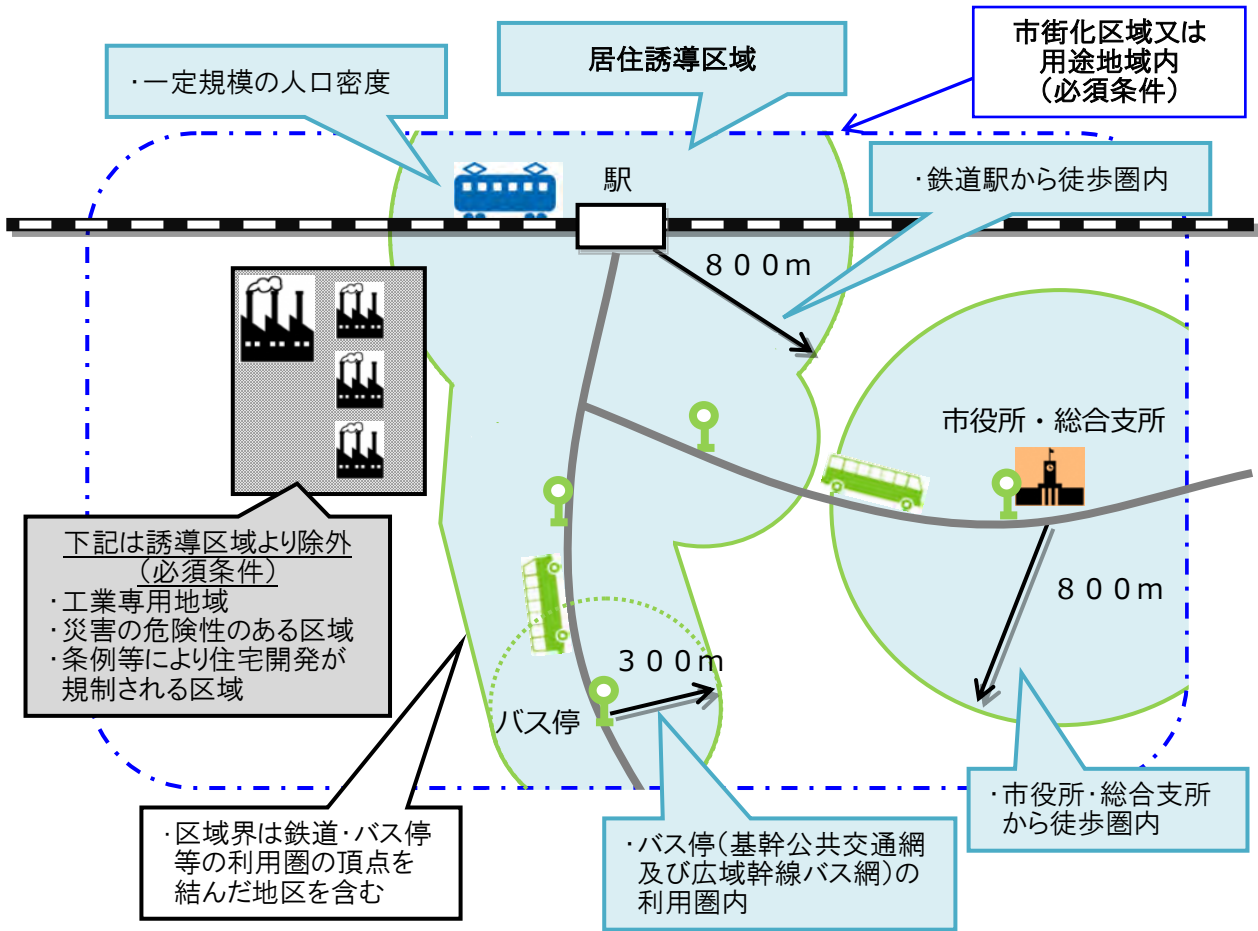 ・一定規模の人口密度
居住誘導区域
市街化区域又は
用途地域内
（必須条件）
駅
・鉄道駅から徒歩圏内
８００ｍ
市役所・総合支所
下記は誘導区域より除外
（必須条件）
・工業専用地域
・災害の危険性のある区域
・条例等により住宅開発が
規制される区域
８００ｍ
３００ｍ
バス停
・区域界は鉄道・バス停
等の利用圏の頂点を
結んだ地区を含む
・バス停（基幹公共交通網
及び広域幹線バス網）の
利用圏内
・市役所・総合支所
から徒歩圏内